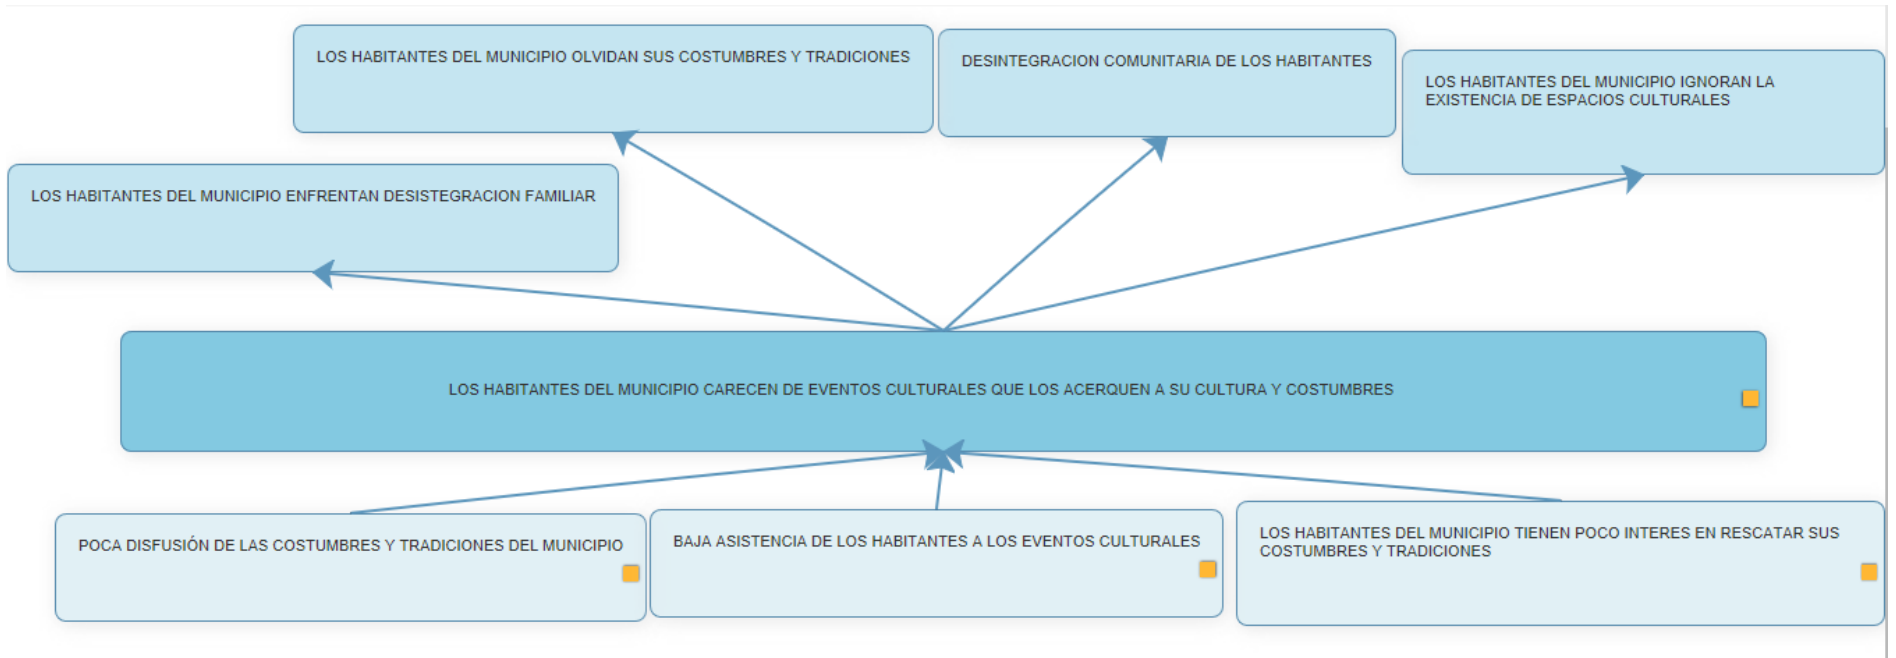 LOS HABITANTES DEL MUNICIPIO OLVIDAN SUS COSTUMBRES Y TRADICIONES
DESINTEGRACION COMUNITARIA DE LOS HABITANTES
LOS HABITANTES DEL MUNICIPIO IGNORAN LA
EXISTENCIA DE ESPACIOS CULTURALES
LOS HABITANTES DEL MUNICIPIO ENFRENTAN DESISTEGRACION FAMILIAR
LOS HABITANTES DEL MUNICIPIO CARECEN DE EVENTOS CULTURALES QUE LOS ACERQUEN A SU CULTURA Y COSTUMBRES
POCA DISFUSIÓN DE LAS COSTUMBRES Y TRADICIONES DEL MUNICIPIO
BAJA ASISTENCIA DE LOS HABITANTES A LOS EVENTOS CULTURALES
LOS HABITANTES DEL MUNICIPIO TIENEN POCO INTERES EN RESCATAR SUS
COSTUMBRES Y TRADICIONES